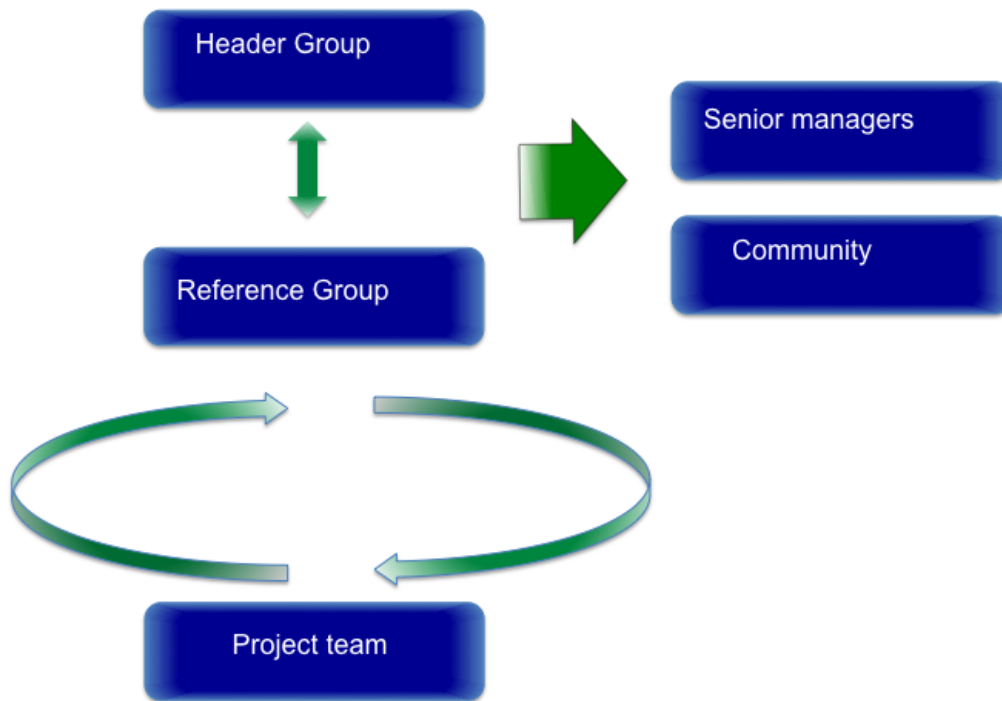 Header Group
Senior managers
Reference Group
Community
Project team